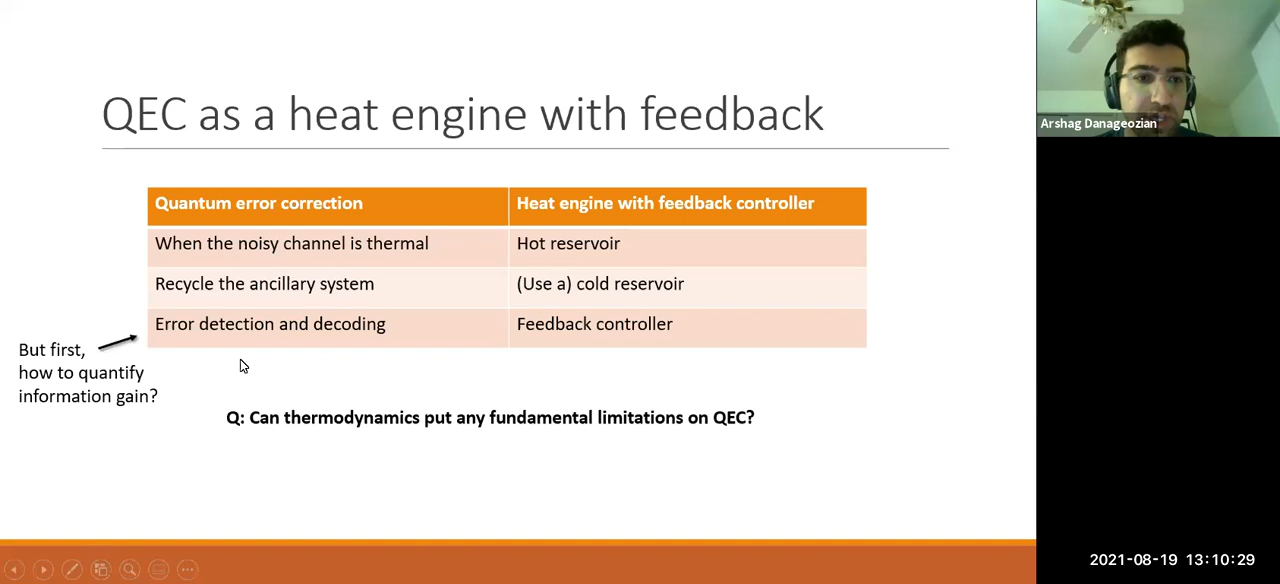 QEC as a heat engine with feedback
Quantum error correction
Heat engine with feedback controller
When the noisy channel is thermal
Hot reservoir
Recycle the ancillary system
(Use a) cold reservoir
Error detection and decoding
Feedback controller
But first,
how to quantify
information gain?
Q: Can thermodynamics put any fundamental limitations on QEC?
Arshag Danageozian
2021-08-19 13:10:29